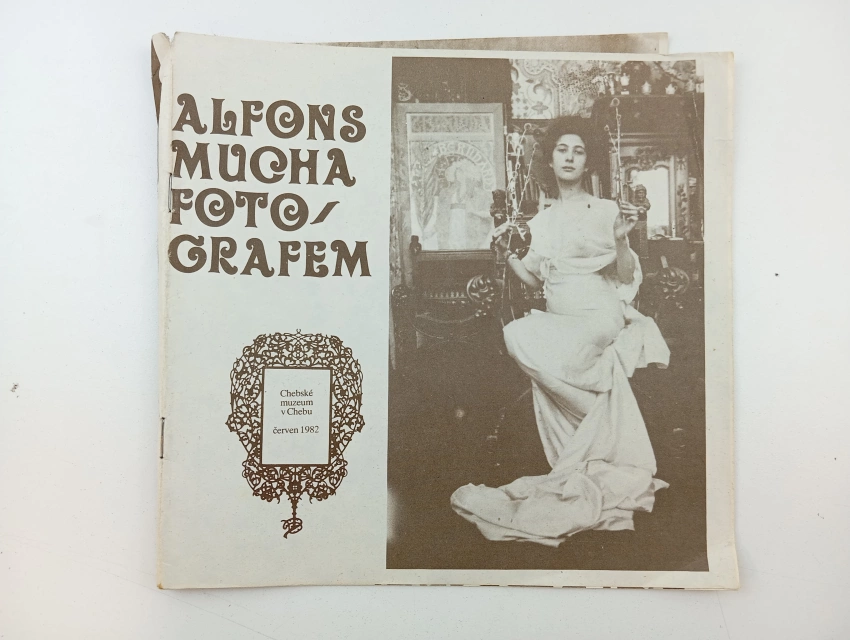 ALFONS
MUCHA
FOTO/
GRAFEM
Chebské
muzeum
v Chebu
červen 1982